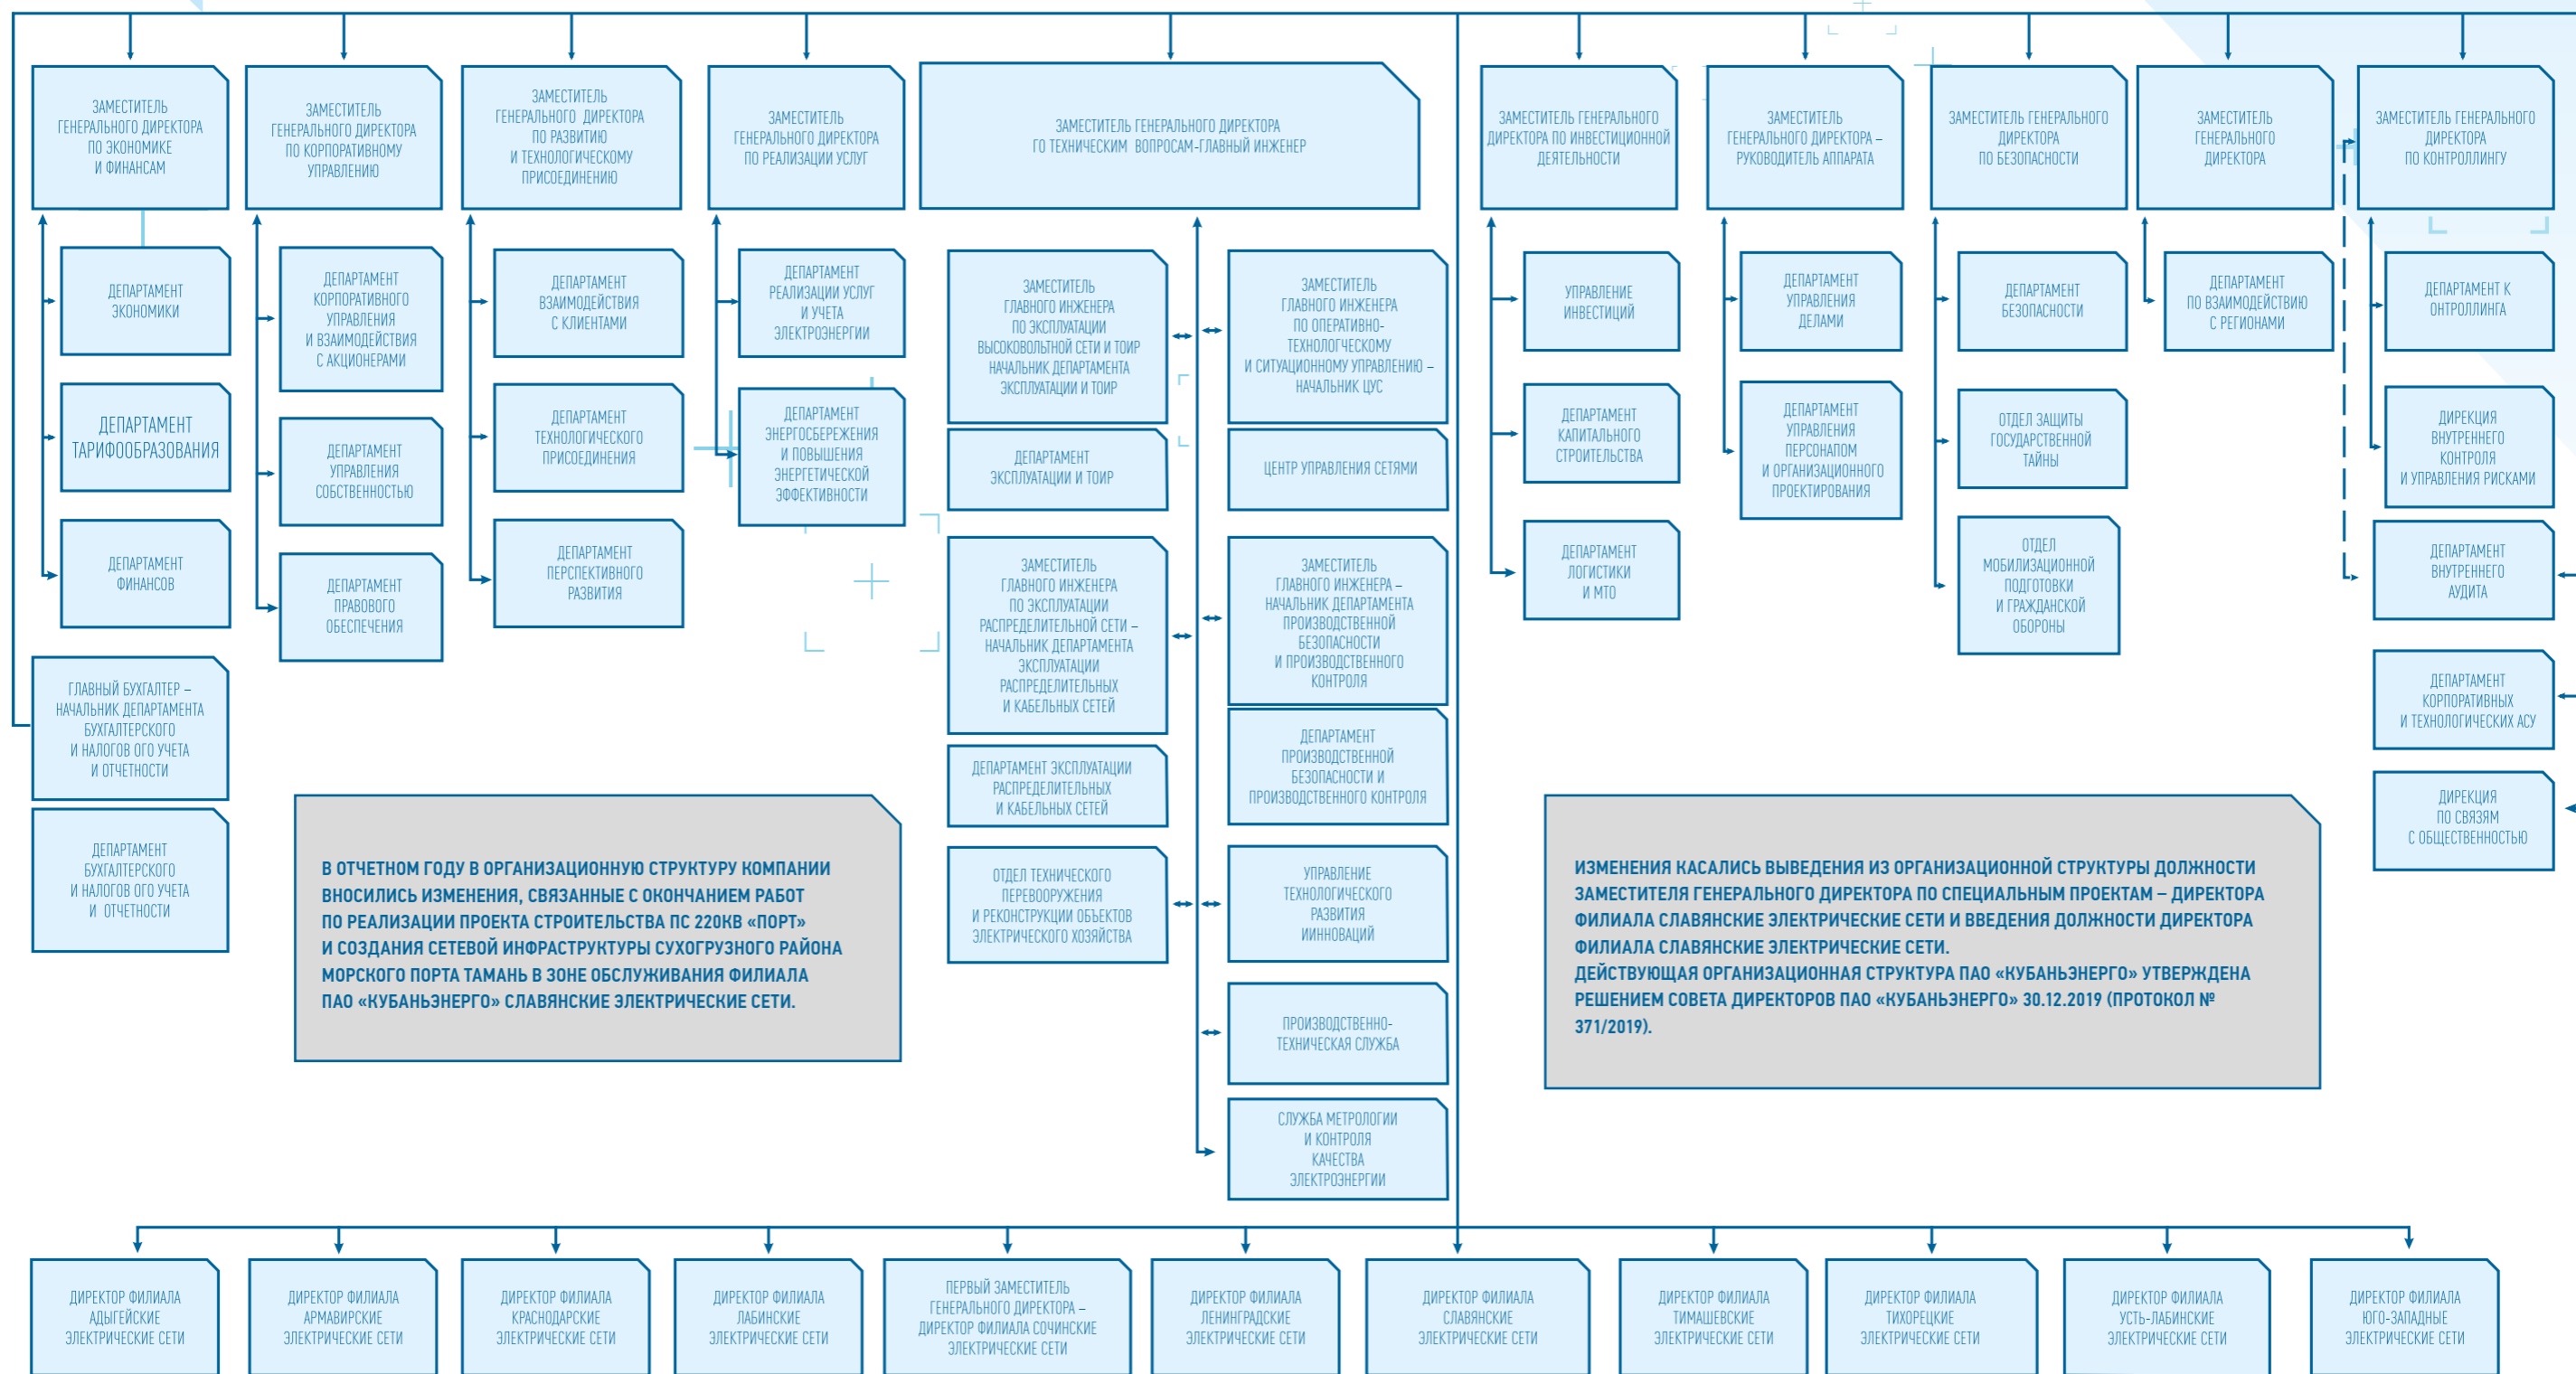 ЗАМЕСТИТЕЛЬ
ГЕНЕРАЛЬНОГО ДИРЕКТОРА
ПО ЭКОНОМИКЕ
И ФИНАНСАМ
ЗАМЕСТИТЕЛЬ
ГЕНЕРАЛЬНОГО ДИРЕКТОРА
ПО КОРПОРАТИВНОМУ
УПРАВЛЕНИЮ
ЗАМЕСТИТЕЛЬ
ГЕНЕРАЛЬНОГО ДИРЕКТОРА
ПО РАЗВИТИЮ
И ТЕХНОЛОГИЧЕСКОМУ
ПРИСОЕДИНЕНИЮ
ЗАМЕСТИТЕЛЬ
ГЕНЕРАЛЬНОГО ДИРЕКТОРА
ПО РЕАЛИЗАЦИИ УСЛУГ
ЗАМЕСТИТЕЛЬ ГЕНЕРАЛЬНОГО ДИРЕКТОРА
ГО ТЕХНИЧЕСКИМ ВОПРОСАМ-ГЛАВНЫЙ ИНЖЕНЕР
ЗАМЕСТИТЕЛЬ ГЕНЕРАЛЬНОГО
ДИРЕКТОРА ПО ИНВЕСТИЦИОННОЙ
ДЕЯТЕЛЬНОСТИ
ЗАМЕСТИТЕЛЬ
ГЕНЕРАЛЬНОГО ДИРЕКТОРА –
РУКОВОДИТЕЛЬ АППАРАТА
ЗАМЕСТИТЕЛЬ ГЕНЕРАЛЬНОГО
ДИРЕКТОРА
ПО БЕЗОПАСНОСТИ
ЗАМЕСТИТЕЛЬ
ГЕНЕРАЛЬНОГО
ДИРЕКТОРА
ЗАМЕСТИТЕЛЬ ГЕНЕРАЛЬНОГО
ДИРЕКТОРА
ПО КОНТРОЛЛИНГУ
ДЕПАРТАМЕНТ
ЭКОНОМИКИ
ДЕПАРТАМЕНТ
ТАРИФООБРАЗОВАНИЯ
ДЕПАРТАМЕНТ
ФИНАНСОВ
ГЛАВНЫЙ БУХГАЛТЕР –
НАЧАЛЬНИК ДЕПАРТАМЕНТА
БУХГАЛТЕРСКОГО
И НАЛОГОВ ОГО УЧЕТА
И ОТЧЕТНОСТИ
ДЕПАРТАМЕНТ
БУХГАЛТЕРСКОГО
И НАЛОГОВ ОГО УЧЕТА
И ОТЧЕТНОСТИ
ДЕПАРТАМЕНТ
КОРПОРАТИВНОГО
УПРАВЛЕНИЯ
И ВЗАИМОДЕЙСТВИЯ
С АКЦИОНЕРАМИ
ДЕПАРТАМЕНТ
УПРАВЛЕНИЯ
СОБСТВЕННОСТЬЮ
ДЕПАРТАМЕНТ
ПРАВОВОГО
ОБЕСПЕЧЕНИЯ
ДЕПАРТАМЕНТ
ВЗАИМОДЕЙСТВИЯ
С КЛИЕНТАМИ
ДЕПАРТАМЕНТ
ТЕХНОЛОГИЧЕСКОГО
ПРИСОЕДИНЕНИЯ
ДЕПАРТАМЕНТ
ПЕРСПЕКТИВНОГО
РАЗВИТИЯ
ДЕПАРТАМЕНТ
РЕАЛИЗАЦИИ УСЛУГ
И УЧЕТА
ЭЛЕКТРОЭНЕРГИИ
ДЕПАРТАМЕНТ
ЭНЕРГОСБЕРЕЖЕНИЯ
И ПОВЫШЕНИЯ
ЭНЕРГЕТИЧЕСКОЙ
ЭФФЕКТИВНОСТИ
ЗАМЕСТИТЕЛЬ
ГЛАВНОГО ИНЖЕНЕРА
ПО ЭКСПЛУАТАЦИИ
ВЫСОКОВОЛЬТНОЙ СЕТИ И ТОИР
НАЧАЛЬНИК ДЕПАРТАМЕНТА
ЭКСПЛУАТАЦИИ И ТОИР
ДЕПАРТАМЕНТ
ЭКСПЛУАТАЦИИ И ТОИР
ЗАМЕСТИТЕЛЬ
ГЛАВНОГО ИНЖЕНЕРА
ПО ЭКСПЛУАТАЦИИ
РАСПРЕДЕЛИТЕЛЬНОЙ СЕТИ –
НАЧАЛЬНИК ДЕПАРТАМЕНТА
ЭКСПЛУАТАЦИИ
РАСПРЕДЕЛИТЕЛЬНЫХ
И КАБЕЛЬНЫХ СЕТЕЙ
ДЕПАРТАМЕНТ ЭКСПЛУАТАЦИИ
РАСПРЕДЕЛИТЕЛЬНЫХ
И КАБЕЛЬНЫХ СЕТЕЙ
ОТДЕЛ ТЕХНИЧЕСКОГО
ПЕРЕВООРУЖЕНИЯ
И РЕКОНСТРУКЦИИ ОБЪЕКТОВ
ЭЛЕКТРИЧЕСКОГО ХОЗЯЙСТВА
ЗАМЕСТИТЕЛЬ
ГЛАВНОГО ИНЖЕНЕРА
ПО ОПЕРАТИВНО-
ТЕХНОЛОГЧЕСКОМУ
И СИТУАЦИОННОМУ УПРАВЛЕНИЮ –
НАЧАЛЬНИК ЦУС
ЦЕНТР УПРАВЛЕНИЯ СЕТЯМИ
ЗАМЕСТИТЕЛЬ
ГЛАВНОГО ИНЖЕНЕРА –
НАЧАЛЬНИК ДЕПАРТАМЕНТА
ПРОИЗВОДСТВЕННОЙ
БЕЗОПАСНОСТИ
И ПРОИЗВОДСТВЕННОГО
КОНТРОЛЯ
ДЕПАРТАМЕНТ
ПРОИЗВОДСТВЕННОЙ
БЕЗОПАСНОСТИ И
ПРОИЗВОДСТВЕННОГО КОНТРОЛЯ
УПРАВЛЕНИЕ
ТЕХНОЛОГИЧЕСКОГО
РАЗВИТИЯ
ИИННОВАЦИЙ
ПРОИЗВОДСТВЕННО-
ТЕХНИЧЕСКАЯ СЛУЖБА
СЛУЖБА МЕТРОЛОГИИ
И КОНТРОЛЯ
КАЧЕСТВА
ЭЛЕКТРОЭНЕРГИИ
УПРАВЛЕНИЕ
ИНВЕСТИЦИЙ
ДЕПАРТАМЕНТ
КАПИТАЛЬНОГО
СТРОИТЕЛЬСТВА
ДЕПАРТАМЕНТ
ЛОГИСТИКИ
И МТО
ДЕПАРТАМЕНТ
УПРАВЛЕНИЯ
ДЕЛАМИ
ДЕПАРТАМЕНТ
УПРАВЛЕНИЯ
ПЕРСОНАПОМ
И ОРГАНИЗАЦИОННОГО
ПРОЕКТИРОВАНИЯ
ДЕПАРТАМЕНТ
БЕЗОПАСНОСТИ
ОТДЕЛ ЗАЩИТЫ
ГОСУДАРСТВЕННОЙ
ТАЙНЫ
ОТДЕЛ
МОБИЛИЗАЦИОННОЙ
ПОДГОТОВКИ
И ГРАЖДАНСКОЙ
ОБОРОНЫ
ДЕПАРТАМЕНТ
ПО ВЗАИМОДЕЙСТВИЮ
С РЕГИОНАМИ
ДЕПАРТАМЕНТ К
ОНТРОЛЛИНГА
ДИРЕКЦИЯ
ВНУТРЕННЕГО
КОНТРОЛЯ
И УПРАВЛЕНИЯ РИСКАМИ
ДЕПАРТАМЕНТ
ВНУТРЕННЕГО
АУДИТА
ДЕПАРТАМЕНТ
КОРПОРАТИВНЫХ
И ТЕХНОЛОГИЧЕСКИХ АСУ
ДИРЕКЦИЯ
ПО СВЯЗЯМ
С ОБЩЕСТВЕННОСТЬЮ
В ОТЧЕТНОМ ГОДУ В ОРГАНИЗАЦИОННУЮ СТРУКТУРУ КОМПАНИИ
ВНОСИЛИСЬ ИЗМЕНЕНИЯ, СВЯЗАННЫЕ С ОКОНЧАНИЕМ РАБОТ
ПО РЕАЛИЗАЦИИ ПРОЕКТА СТРОИТЕЛЬСТВА ПС 220КВ «ПОРТ»
И СОЗДАНИЯ СЕТЕВОЙ ИНФРАСТРУКТУРЫ СУХОГРУЗНОГО РАЙОНА
МОРСКОГО ПОРТА ТАМАНЬ В ЗОНЕ ОБСЛУЖИВАНИЯ ФИЛИАЛА
ПАО «КУБАНЬЭНЕРГО» СЛАВЯНСКИЕ ЭЛЕКТРИЧЕСКИЕ СЕТИ.
ИЗМЕНЕНИЯ КАСАЛИСЬ ВЫВЕДЕНИЯ ИЗ ОРГАНИЗАЦИОННОЙ СТРУКТУРЫ ДОЛЖНОСТИ
ЗАМЕСТИТЕЛЯ ГЕНЕРАЛЬНОГО ДИРЕКТОРА ПО СПЕЦИАЛЬНЫМ ПРОЕКТАМ – ДИРЕКТОРА
ФИЛИАЛА СЛАВЯНСКИЕ ЭЛЕКТРИЧЕСКИЕ СЕТИ И ВВЕДЕНИЯ ДОЛЖНОСТИ ДИРЕКТОРА
ФИЛИАЛА СЛАВЯНСКИЕ ЭЛЕКТРИЧЕСКИЕ СЕТИ.
ДЕЙСТВУЮЩАЯ ОРГАНИЗАЦИОННАЯ СТРУКТУРА ПАО «КУБАНЬЭНЕРГО» УТВЕРЖДЕНА
РЕШЕНИЕМ СОВЕТА ДИРЕКТОРОВ ПАО «КУБАНЬЭНЕРГО» 30.12.2019 (ПРОТОКОЛ №
371/2019).
ДИРЕКТОР ФИЛИАЛА
АДЫГЕЙСКИЕ
ЭЛЕКТРИЧЕСКИЕ СЕТИ
ДИРЕКТОР ФИЛИАЛА
АРМАВИРСКИЕ
ЭЛЕКТРИЧЕСКИЕ СЕТИ
ДИРЕКТОР ФИЛИАЛА
КРАСНОДАРСКИЕ
ЭЛЕКТРИЧЕСКИЕ СЕТИ
ДИРЕКТОР ФИЛИАЛА
ЛАБИНСКИЕ
ЭЛЕКТРИЧЕСКИЕ СЕТИ
ПЕРВЫЙ ЗАМЕСТИТЕЛЬ
ГЕНЕРАЛЬНОГО ДИРЕКТОРА –
ДИРЕКТОР ФИЛИАЛА СОЧИНСКИЕ
ЭЛЕКТРИЧЕСКИЕ СЕТИ
ДИРЕКТОР ФИЛИАЛА
ЛЕНИНГРАДСКИЕ
ЭЛЕКТРИЧЕСКИЕ СЕТИ
ДИРЕКТОР ФИЛИАЛА
СЛАВЯНСКИЕ
ЭЛЕКТРИЧЕСКИЕ СЕТИ
ДИРЕКТОР ФИЛИАЛА
ТИМАШЕВСКИЕ
ЭЛЕКТРИЧЕСКИЕ СЕТИ
ДИРЕКТОР ФИЛИАЛА
ТИХОРЕЦКИЕ
ЭЛЕКТРИЧЕСКИЕ СЕТИ
ДИРЕКТОР ФИЛИАЛА
УСТЬ-ЛАБИНСКИЕ
ЭЛЕКТРИЧЕСКИЕ СЕТИ
ДИРЕКТОР ФИЛИАЛА
ЮГО-ЗАПАДНЫЕ
ЭЛЕКТРИЧЕСКИЕ СЕТИ